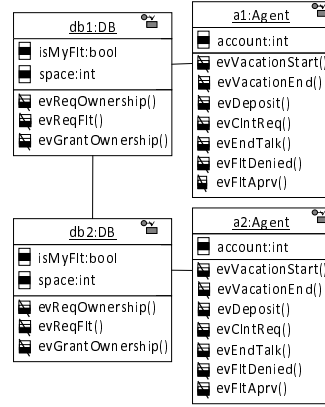 db1:DB
isMyFlt:bool
space:int
evReqOwnership()
evReqFlt()
evGrantOwnership()
a1:Agent
account:int
evVacationStart()
evVacationEnd()
evDeposit()
evClntReq()
evEndTalk()
evFltDenied()
evFltAprv()
db2:DB
isMyFlt:bool
space:int
evReqOwnership()
evReqFlt()
evGrantOwnership()
a2:Agent
account:int
evVacationStart()
evVacationEnd()
evDeposit()
evClntReq()
evEndTalk()
evFltDenied()
evFltAprv()